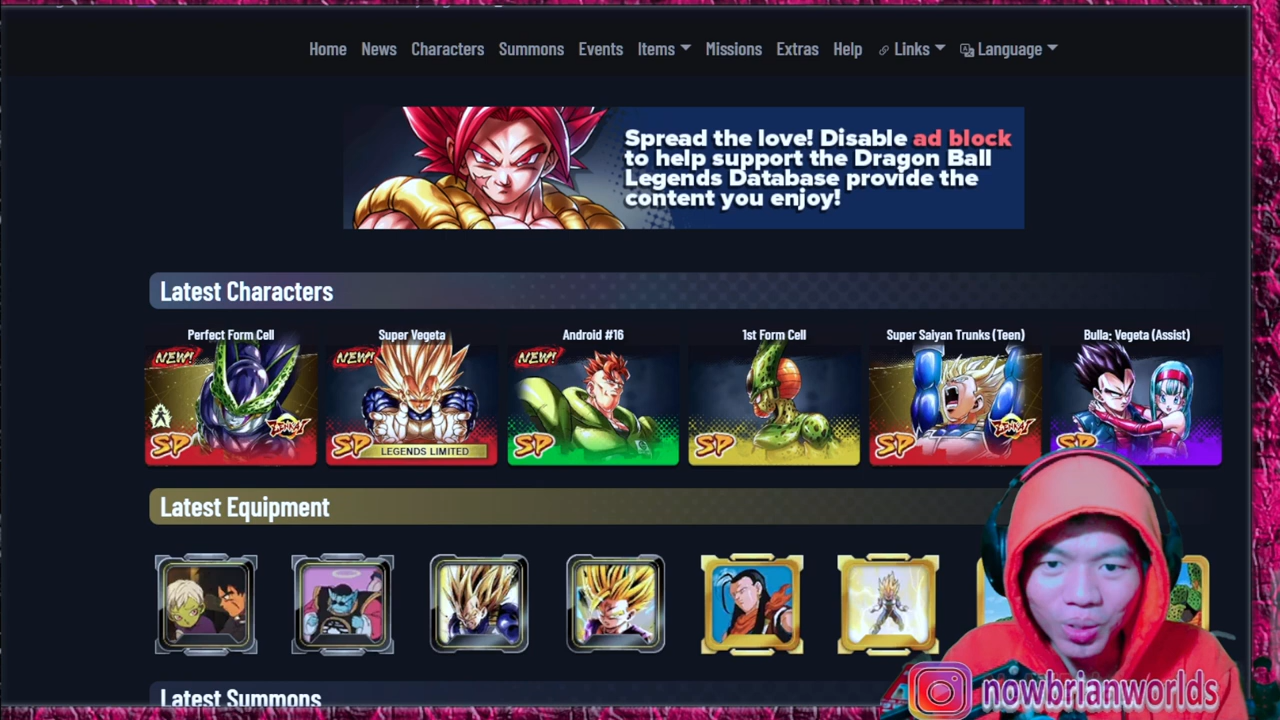 Home News Characters Summons Events Items Missions Extras Help Links Language
Spread the love! Disable ad block
to help support the Dragon Ball
Legends Database provide the
content you enjoy!
Latest Characters
Perfect Form Cell Super Vegeta Android #16 1st Form Cell Super Saiyan Trunks (Teen) Bulla: Vegeta (Assist)
NEW! NEW! NEW!
ZENKAI ZENKAI
SP SP LEGENDS LIMITED SP SP SP SP
Latest Equipment
Latest Summons
nowbrianworlds